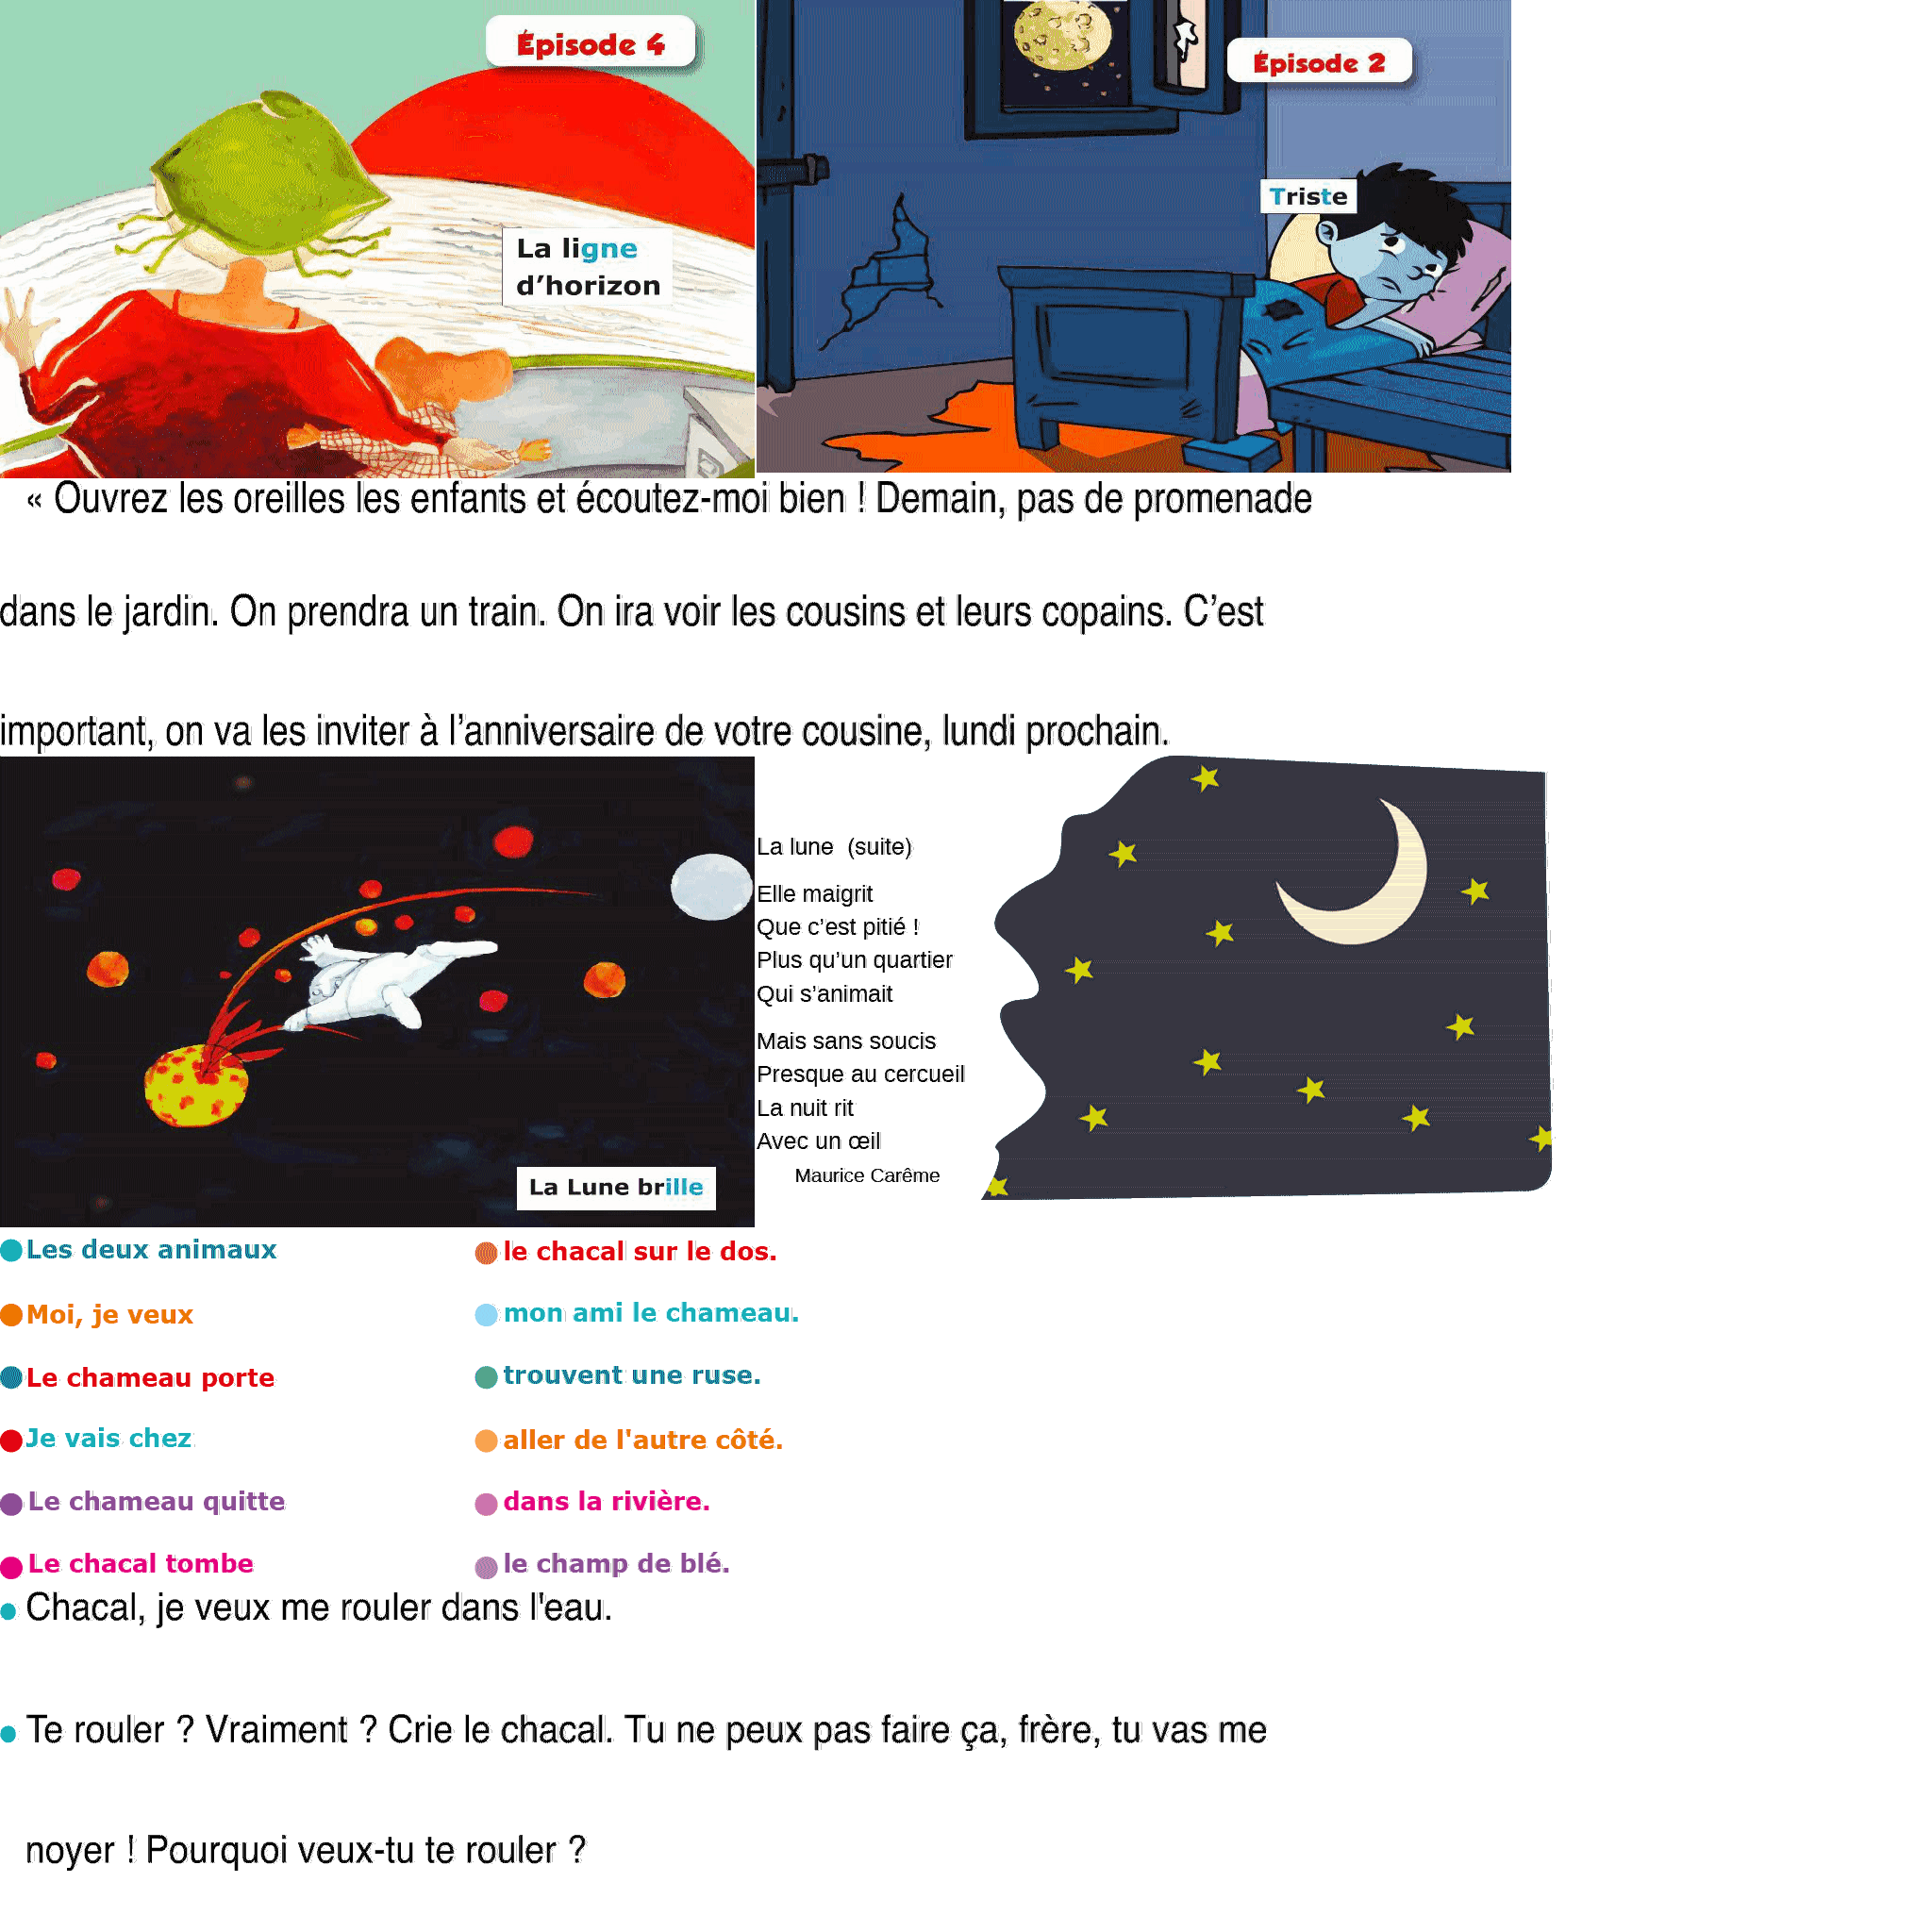 Épisode 4
La ligne
d’horizon
Épisode 2
Triste
« Ouvrez les oreilles les enfants et écoutez-moi bien ! Demain, pas de promenade
dans le jardin. On prendra un train. On ira voir les cousins et leurs copains. C’est
important, on va les inviter à l’anniversaire de votre cousine, lundi prochain.
La Lune brille
La lune (suite)
Elle maigrit
Que c’est pitié !
Plus qu’un quartier
Qui s’animait
Mais sans soucis
Presque au cercueil
La nuit rit
Avec un œil
Maurice Carême
Les deux animaux
Moi, je veux
Le chameau porte
Je vais chez
Le chameau quitte
Le chacal tombe
le chacal sur le dos.
mon ami le chameau.
trouvent une ruse.
aller de l'autre côté.
dans la rivière.
le champ de blé.
Chacal, je veux me rouler dans l'eau.
Te rouler ? Vraiment ? Crie le chacal. Tu ne peux pas faire ça, frère, tu vas me
noyer ! Pourquoi veux-tu te rouler ?